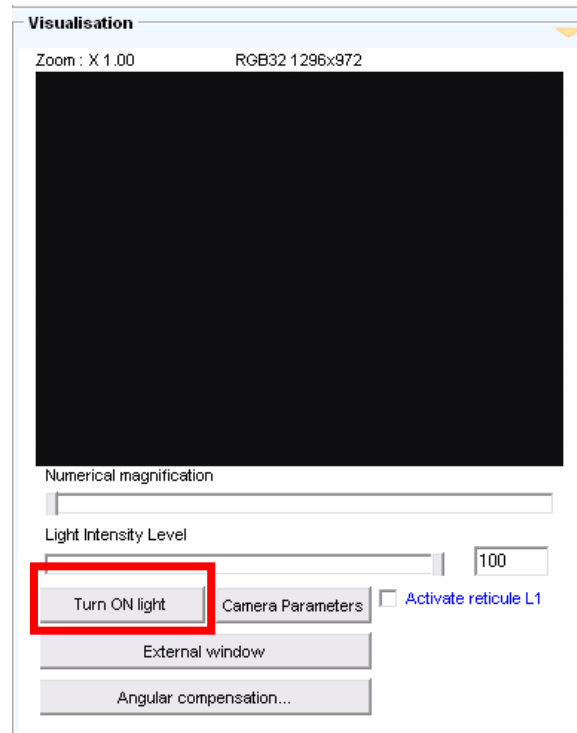 Visualisation
Zoom : X 1.00 RGB32 1296x972
Numerical magnification
Light Intensity Level
100
Turn ON light Camera Parameters Activate reticule L1
External window
Angular compensation...